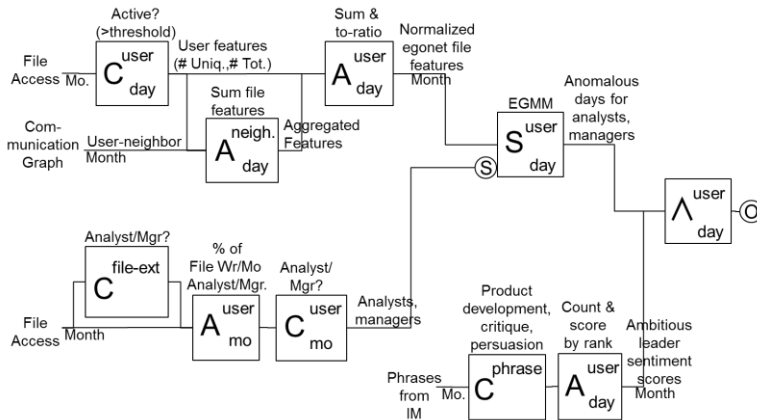 Active?
(>threshold)
File
Access
Mo.
C user
day
User features
(# Uniq.,# Tot.)
Sum file
features
Com-
munication
Graph
User-neighbor
Month
A neigh.
day
Aggregated
Features
Sum &
to-ratio
A user
day
Normalized
egonet file
features
Month
EGMM
S user
day
S
Anomalous
days for
analysts,
managers
∧ user
day
O
Analyst/Mgr?
C file-ext
File
Access
Month
% of
File Wr/Mo
Analyst/Mgr.
A user
mo
Analyst/
Mgr?
C user
mo
Analysts,
managers
Phrases
from
IM
Mo.
Product
development,
critique,
persuasion
C phrase
Count &
score
by rank
A user
day
Ambitious
leader
sentiment
scores
Month